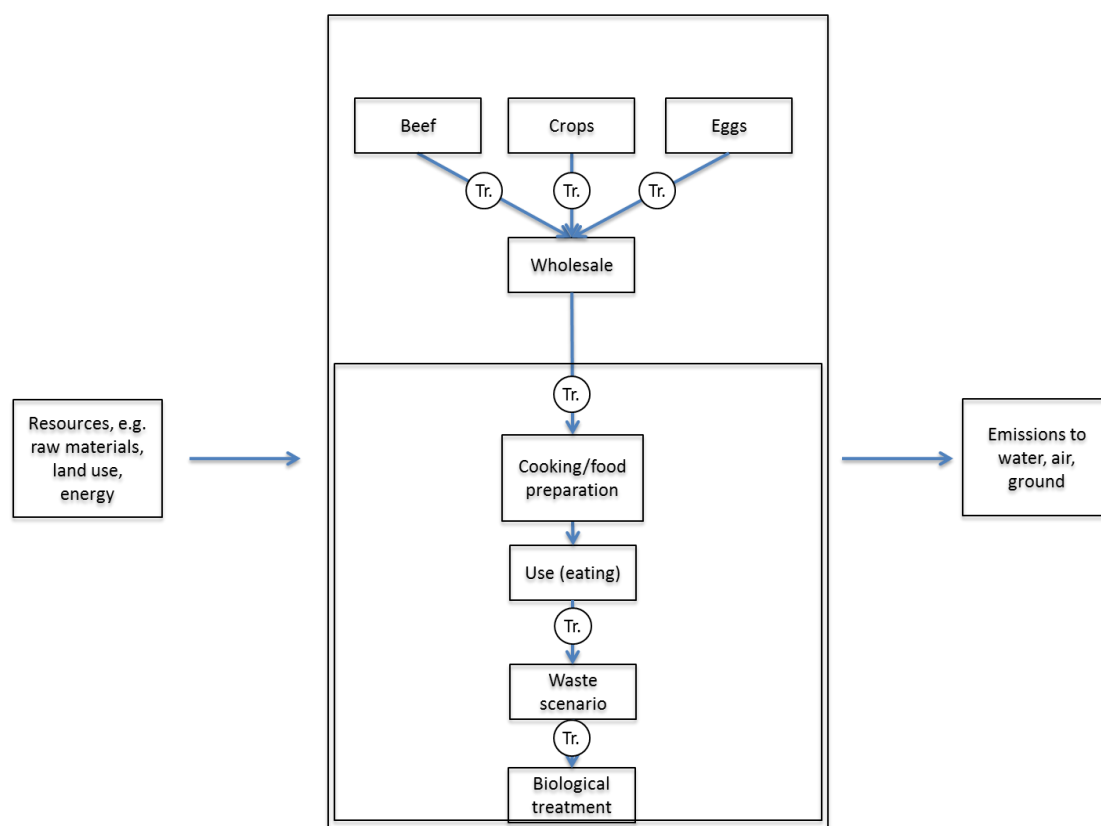 Beef
Crops
Eggs
Tr.
Tr.
Tr.
Wholesale
Tr.
Resources, e.g.
raw materials,
land use,
energy
Cooking/food
preparation
Emissions to
water, air,
ground
Use (eating)
Tr.
Waste
scenario
Tr.
Biological
treatment